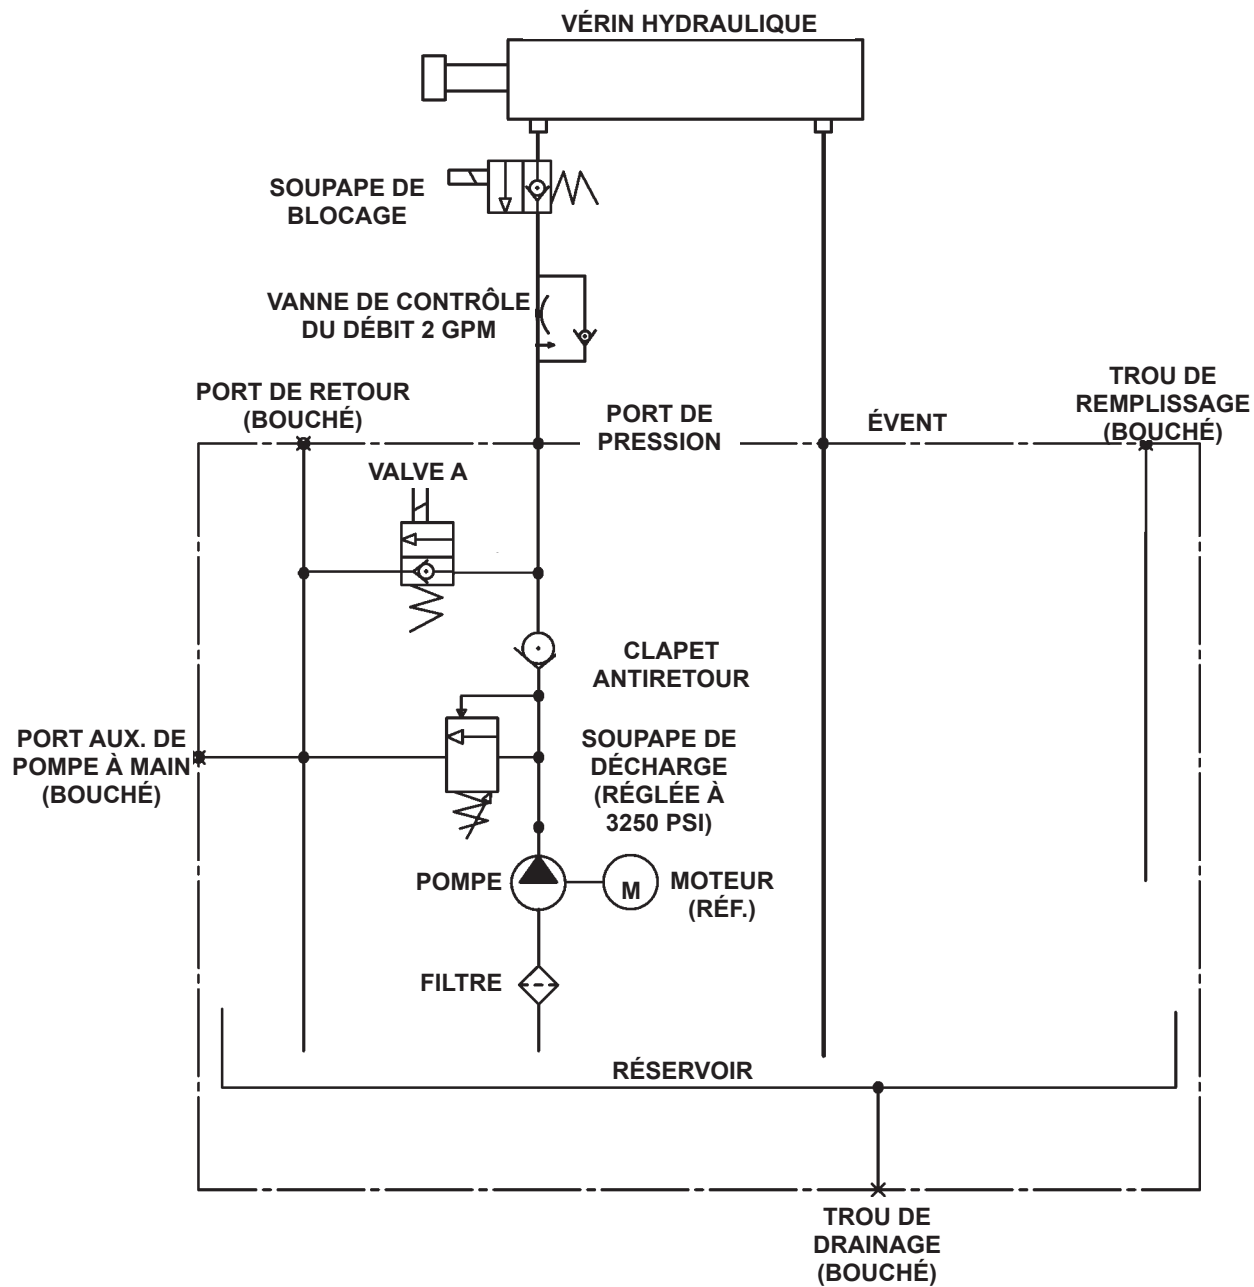 VÉRIN HYDRAULIQUE
SOUPAPE DE
BLOCAGE
VANNE DE CONTRÔLE
DU DÉBIT 2 GPM
PORT DE RETOUR
(BOUCHÉ)
PORT DE
PRESSION
ÉVENT
TROU DE
REMPLISSAGE
(BOUCHÉ)
VALVE A
CLAPET
ANTIRETOUR
PORT AUX. DE
POMPE À MAIN
(BOUCHÉ)
SOUPAPE DE
DÉCHARGE
(RÉGLÉE À
3250 PSI)
POMPE
M
MOTEUR
(RÉF.)
FILTRE
RÉSERVOIR
TROU DE
DRAINAGE
(BOUCHÉ)